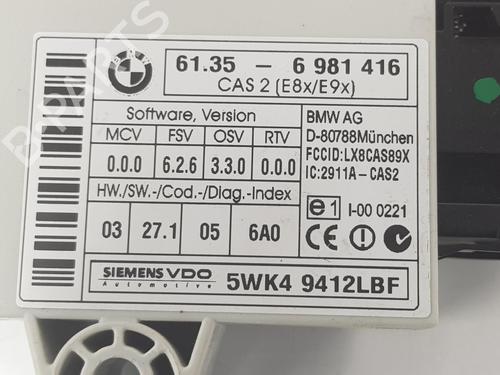 BMW
61.35 - 6 981 416
CAS 2 (E8x/E9x)
Software, Version
MCV FSV OSV RTV
0.0.0 6.2.6 3.3.0 0.0.0
HW./SW.-/Cod.-/Diag.-Index
03 27.1 05 6A0
BMW AG
D-80788München
FCCID:LX8CAS89X
IC:2911A-CAS2
e1 I-00 0221
CE
SIEMENS VDO
Automotive
5WK4 9412LBF
B-PARTS